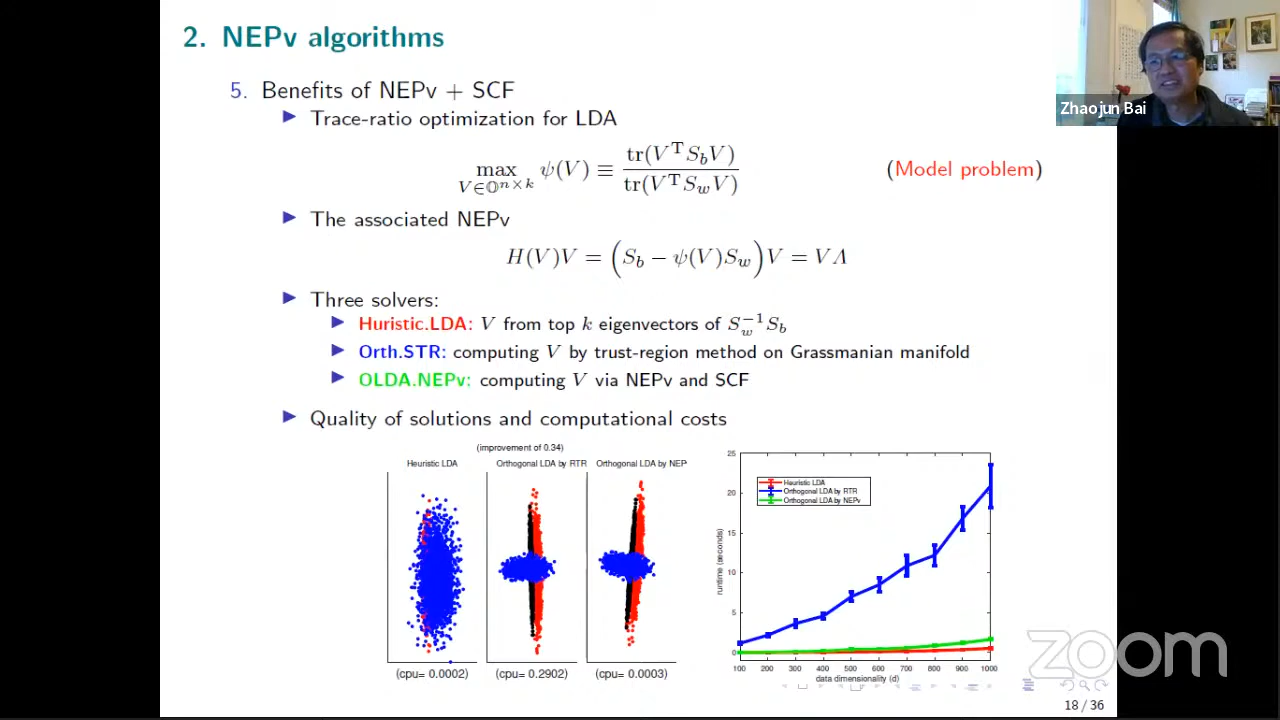 2. NEPv algorithms
Zhaojun Bai
5. Benefits of NEPv + SCF
▶ Trace-ratio optimization for LDA
max V∈𝕆^{n×k} ψ(V) ≡ tr(V^T S_b V) / tr(V^T S_w V) (Model problem)
▶ The associated NEPv
H(V)V = (S_b − ψ(V)S_w)V = VΛ
▶ Three solvers:
▶ Huristic.LDA: V from top k eigenvectors of S_w^{−1}S_b
▶ Orth.STR: computing V by trust-region method on Grassmanian manifold
▶ OLDA.NEPv: computing V via NEPv and SCF
▶ Quality of solutions and computational costs
(improvement of 0.34)
Heuristic LDA
Orthogonal LDA by RTR
Orthogonal LDA by NEP
(cpu= 0.0002)
(cpu= 0.2902)
(cpu= 0.0003)
25
20
15
10
5
0
runtime (seconds)
Heuristic LDA
Orthogonal LDA by RTR
Orthogonal LDA by NEPv
100 200 300 400 500 600 700 800 900 1000
data dimensionality (d)
zoom
18 / 36